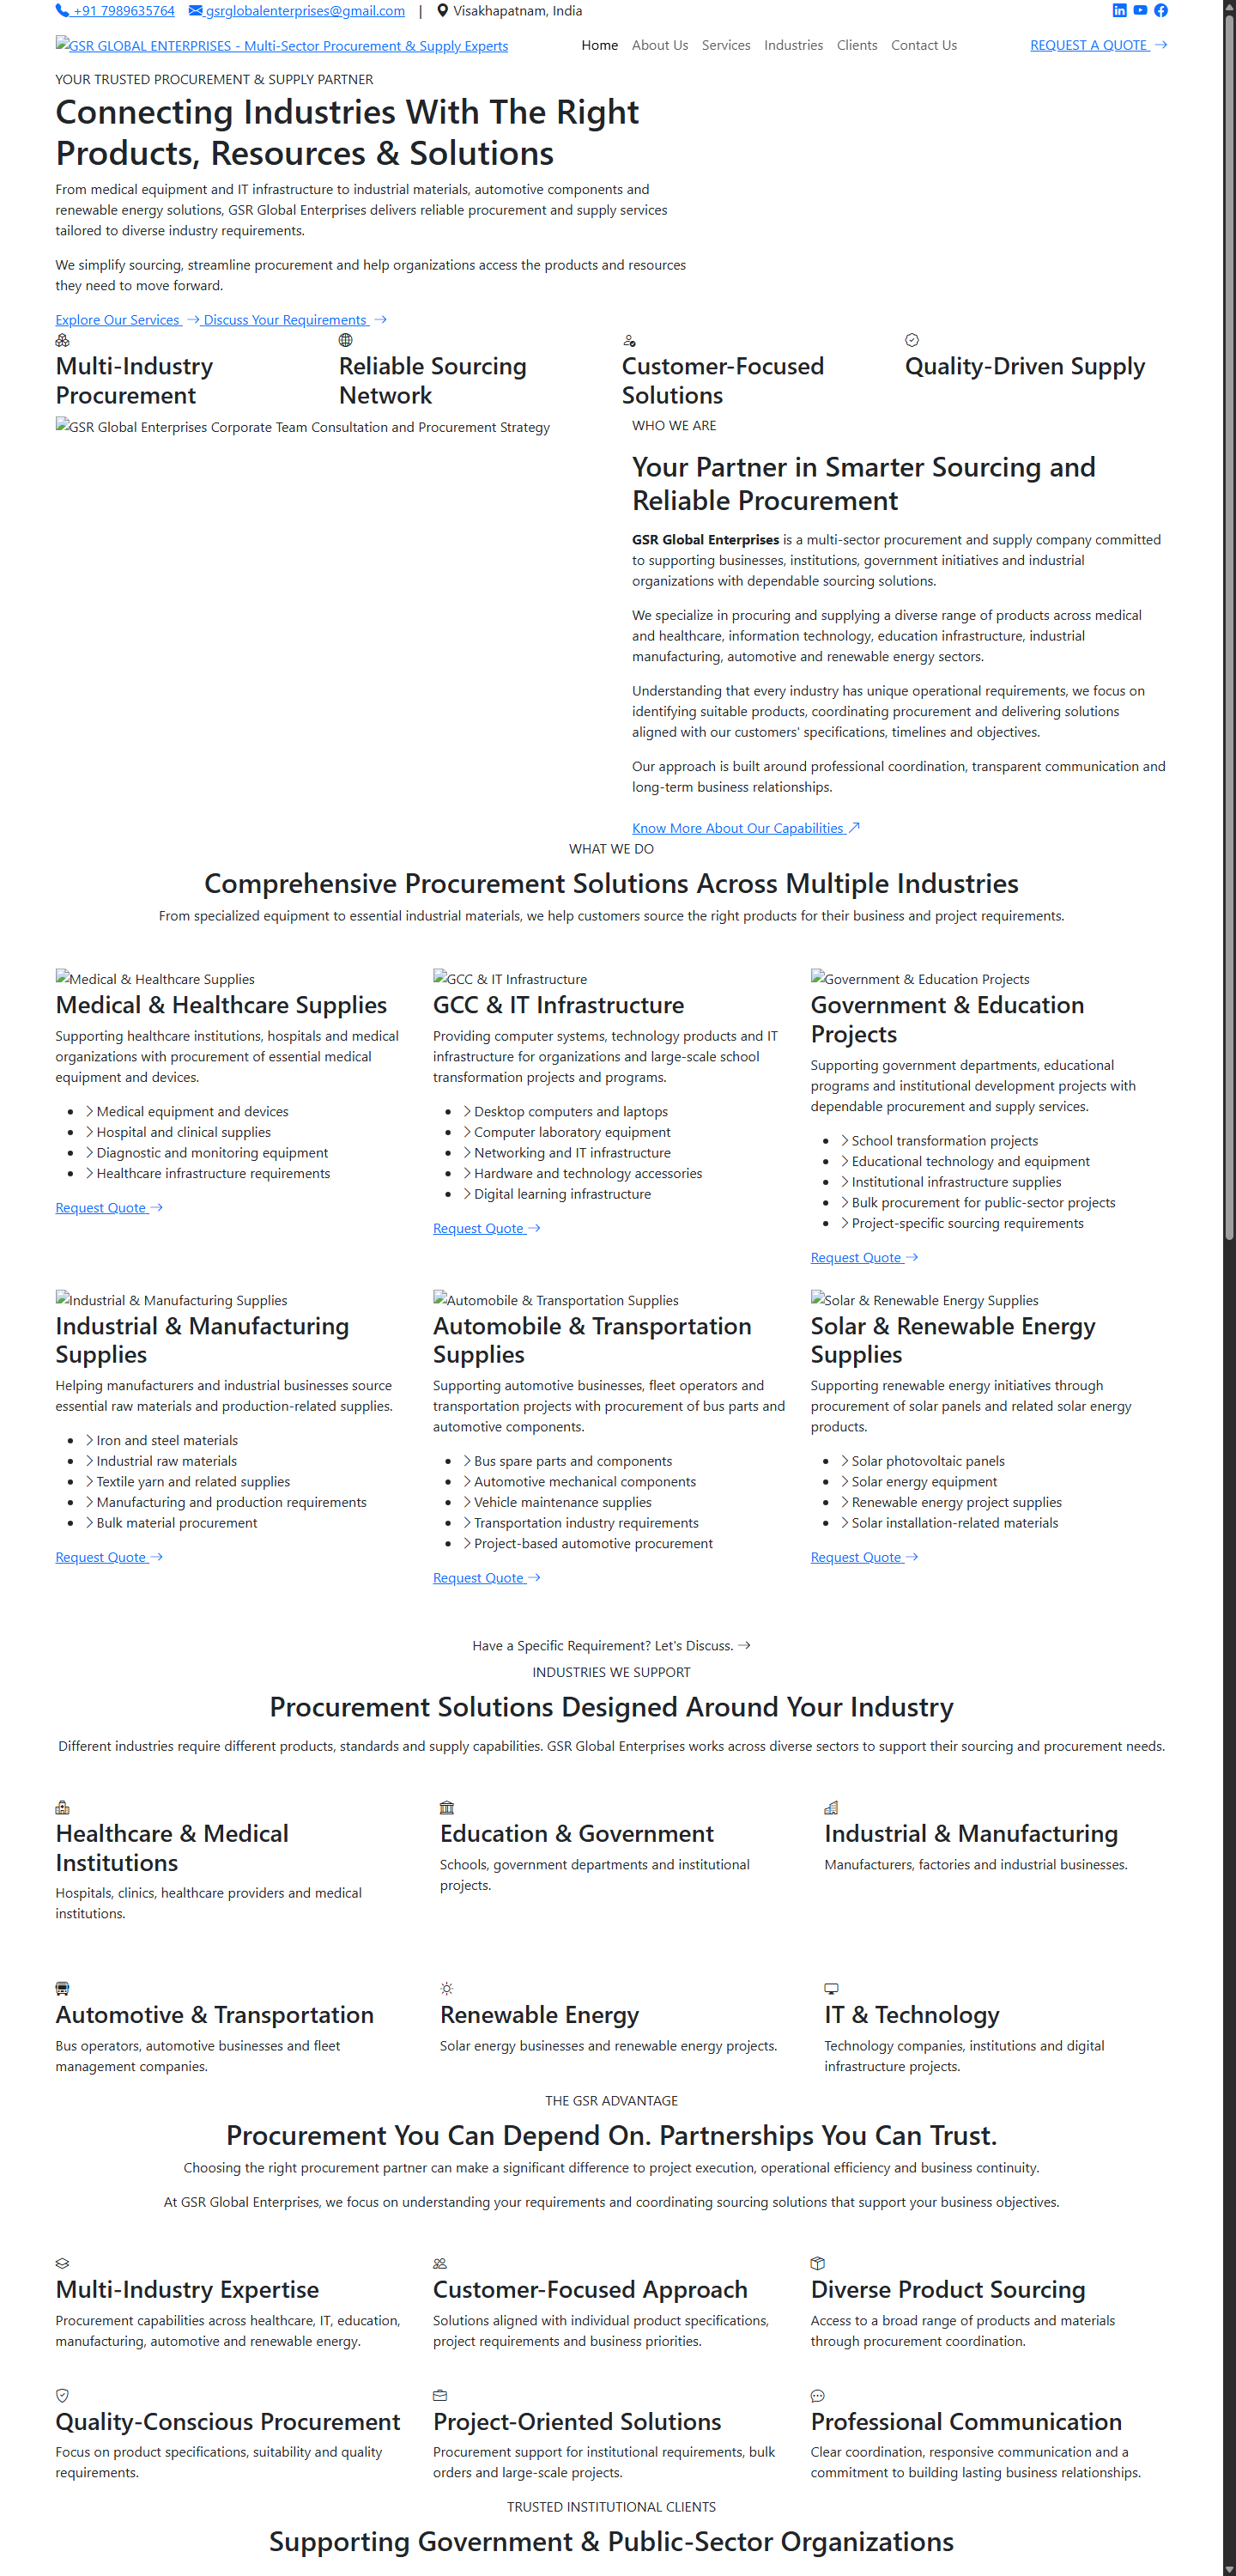 +91 7989635764 gsrglobalenterprises@gmail.com | Visakhapatnam, India
GSR GLOBAL ENTERPRISES - Multi-Sector Procurement & Supply Experts
Home About Us Services Industries Clients Contact Us
REQUEST A QUOTE →
YOUR TRUSTED PROCUREMENT & SUPPLY PARTNER
Connecting Industries With The Right
Products, Resources & Solutions
From medical equipment and IT infrastructure to industrial materials, automotive components and
renewable energy solutions, GSR Global Enterprises delivers reliable procurement and supply services
tailored to diverse industry requirements.
We simplify sourcing, streamline procurement and help organizations access the products and resources
they need to move forward.
Explore Our Services → Discuss Your Requirements →
Multi-Industry
Procurement
Reliable Sourcing
Network
Customer-Focused
Solutions
Quality-Driven Supply
GSR Global Enterprises Corporate Team Consultation and Procurement Strategy
WHO WE ARE
Your Partner in Smarter Sourcing and
Reliable Procurement
GSR Global Enterprises is a multi-sector procurement and supply company committed
to supporting businesses, institutions, government initiatives and industrial
organizations with dependable sourcing solutions.
We specialize in procuring and supplying a diverse range of products across medical
and healthcare, information technology, education infrastructure, industrial
manufacturing, automotive and renewable energy sectors.
Understanding that every industry has unique operational requirements, we focus on
identifying suitable products, coordinating procurement and delivering solutions
aligned with our customers' specifications, timelines and objectives.
Our approach is built around professional coordination, transparent communication and
long-term business relationships.
Know More About Our Capabilities ↗
WHAT WE DO
Comprehensive Procurement Solutions Across Multiple Industries
From specialized equipment to essential industrial materials, we help customers source the right products for their business and project requirements.
Medical & Healthcare Supplies
Medical & Healthcare Supplies
Supporting healthcare institutions, hospitals and medical
organizations with procurement of essential medical
equipment and devices.
• > Medical equipment and devices
• > Hospital and clinical supplies
• > Diagnostic and monitoring equipment
• > Healthcare infrastructure requirements
Request Quote →
GCC & IT Infrastructure
GCC & IT Infrastructure
Providing computer systems, technology products and IT
infrastructure for organizations and large-scale school
transformation projects and programs.
• > Desktop computers and laptops
• > Computer laboratory equipment
• > Networking and IT infrastructure
• > Hardware and technology accessories
• > Digital learning infrastructure
Request Quote →
Government & Education Projects
Government & Education
Projects
Supporting government departments, educational
programs and institutional development projects with
dependable procurement and supply services.
• > School transformation projects
• > Educational technology and equipment
• > Institutional infrastructure supplies
• > Bulk procurement for public-sector projects
• > Project-specific sourcing requirements
Request Quote →
Industrial & Manufacturing Supplies
Industrial & Manufacturing
Supplies
Helping manufacturers and industrial businesses source
essential raw materials and production-related supplies.
• > Iron and steel materials
• > Industrial raw materials
• > Textile yarn and related supplies
• > Manufacturing and production requirements
• > Bulk material procurement
Request Quote →
Automobile & Transportation Supplies
Automobile & Transportation
Supplies
Supporting automotive businesses, fleet operators and
transportation projects with procurement of bus parts and
automotive components.
• > Bus spare parts and components
• > Automotive mechanical components
• > Vehicle maintenance supplies
• > Transportation industry requirements
• > Project-based automotive procurement
Request Quote →
Solar & Renewable Energy Supplies
Solar & Renewable Energy
Supplies
Supporting renewable energy initiatives through
procurement of solar panels and related solar energy
products.
• > Solar photovoltaic panels
• > Solar energy equipment
• > Renewable energy project supplies
• > Solar installation-related materials
Request Quote →
Have a Specific Requirement? Let's Discuss. →
INDUSTRIES WE SUPPORT
Procurement Solutions Designed Around Your Industry
Different industries require different products, standards and supply capabilities. GSR Global Enterprises works across diverse sectors to support their sourcing and procurement needs.
Healthcare & Medical
Institutions
Hospitals, clinics, healthcare providers and medical
institutions.
Education & Government
Schools, government departments and institutional
projects.
Industrial & Manufacturing
Manufacturers, factories and industrial businesses.
Automotive & Transportation
Bus operators, automotive businesses and fleet
management companies.
Renewable Energy
Solar energy businesses and renewable energy projects.
IT & Technology
Technology companies, institutions and digital
infrastructure projects.
THE GSR ADVANTAGE
Procurement You Can Depend On. Partnerships You Can Trust.
Choosing the right procurement partner can make a significant difference to project execution, operational efficiency and business continuity.
At GSR Global Enterprises, we focus on understanding your requirements and coordinating sourcing solutions that support your business objectives.
Multi-Industry Expertise
Procurement capabilities across healthcare, IT, education,
manufacturing, automotive and renewable energy.
Customer-Focused Approach
Solutions aligned with individual product specifications,
project requirements and business priorities.
Diverse Product Sourcing
Access to a broad range of products and materials
through procurement coordination.
Quality-Conscious Procurement
Focus on product specifications, suitability and quality
requirements.
Project-Oriented Solutions
Procurement support for institutional requirements, bulk
orders and large-scale projects.
Professional Communication
Clear coordination, responsive communication and a
commitment to building lasting business relationships.
TRUSTED INSTITUTIONAL CLIENTS
Supporting Government & Public-Sector Organizations